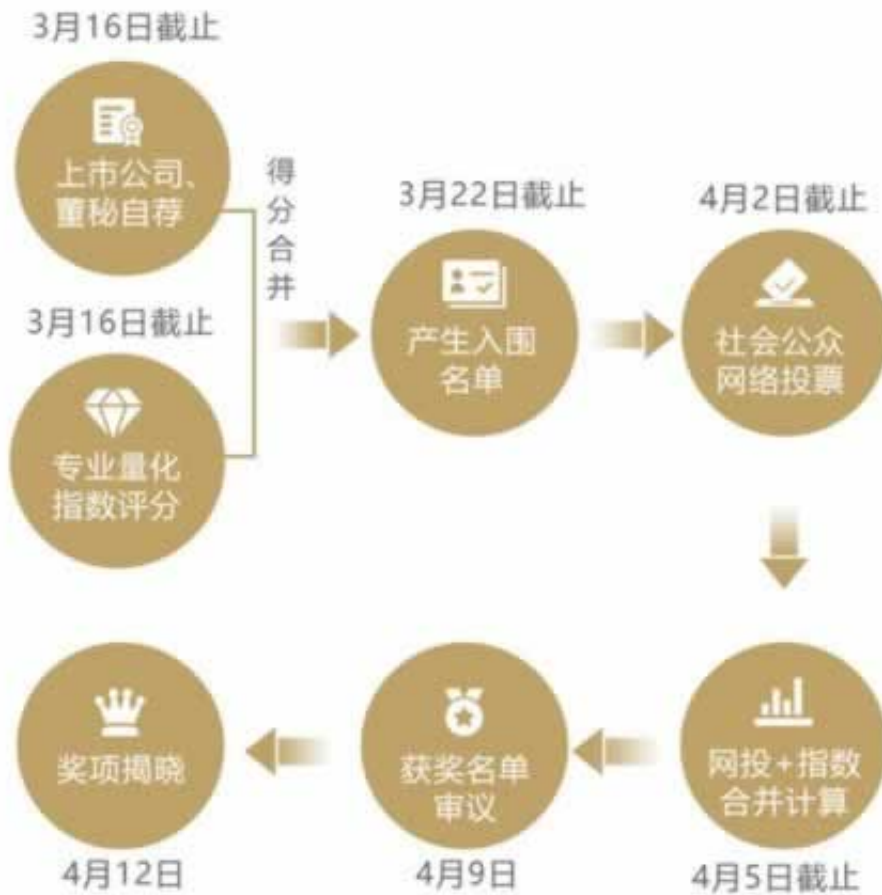 3月16日截止
上市公司、
董秘自荐
3月16日截止
专业量化
指数评分
得分合并
3月22日截止
产生入围
名单
4月2日截止
社会公众
网络投票
网投+指数
合并计算
4月5日截止
获奖名单
审议
4月9日
奖项揭晓
4月12日